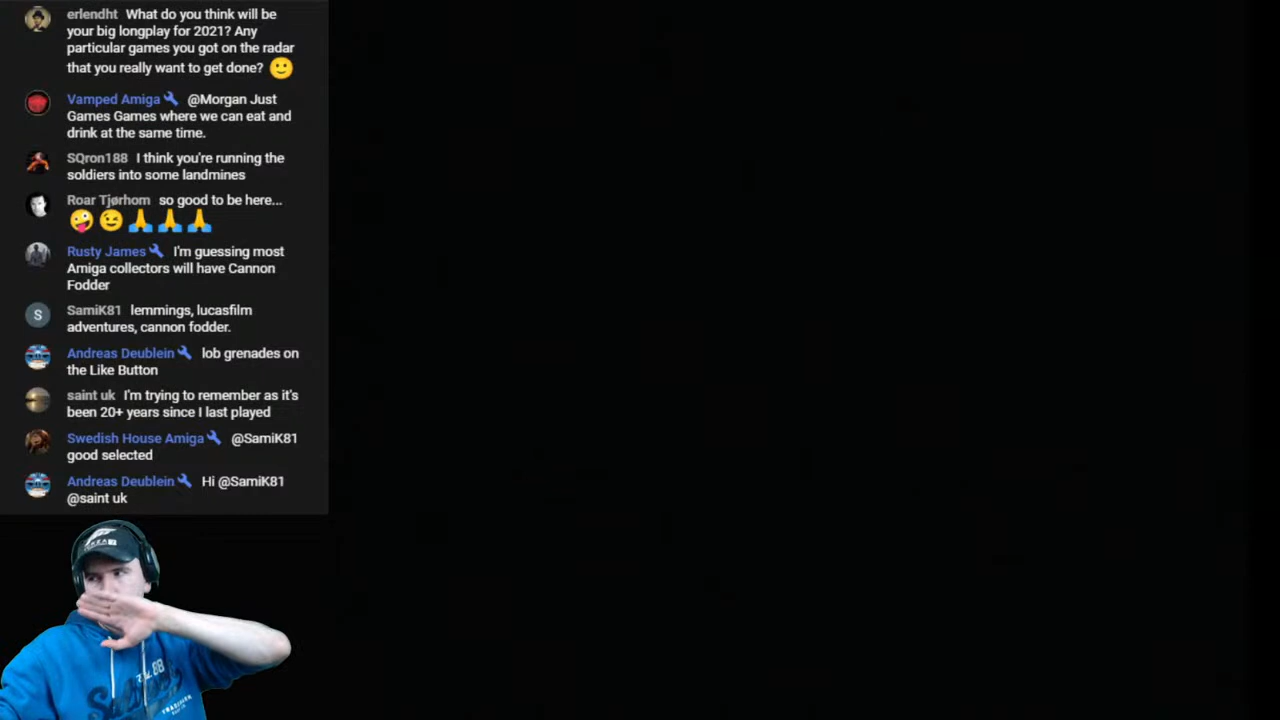 erlendht What do you think will be
your big longplay for 2021? Any
particular games you got on the radar
that you really want to get done?
Vamped Amiga @Morgan Just
Games Games where we can eat and
drink at the same time.
SQron188 I think you're running the
soldiers into some landmines
Roar Tjørhom so good to be here...
Rusty James I'm guessing most
Amiga collectors will have Cannon
Fodder
S
SamiK81 lemmings, lucasfilm
adventures, cannon fodder.
Andreas Deublein lob grenades on
the Like Button
saint uk I'm trying to remember as it's
been 20+ years since I last played
Swedish House Amiga @SamiK81
good selected
Andreas Deublein Hi @SamiK81
@saint uk